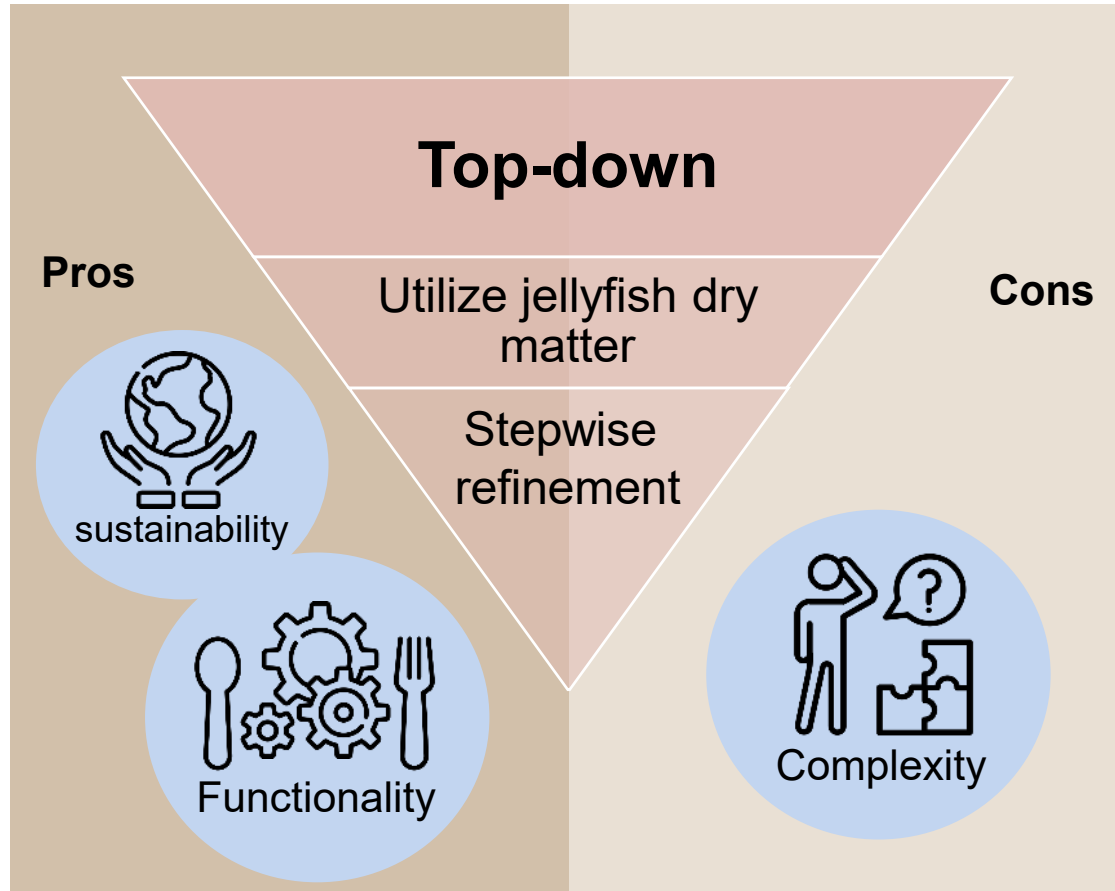 Top-down
Utilize jellyfish dry
matter
Stepwise
refinement
Pros
sustainability
Functionality
Cons
?
Complexity